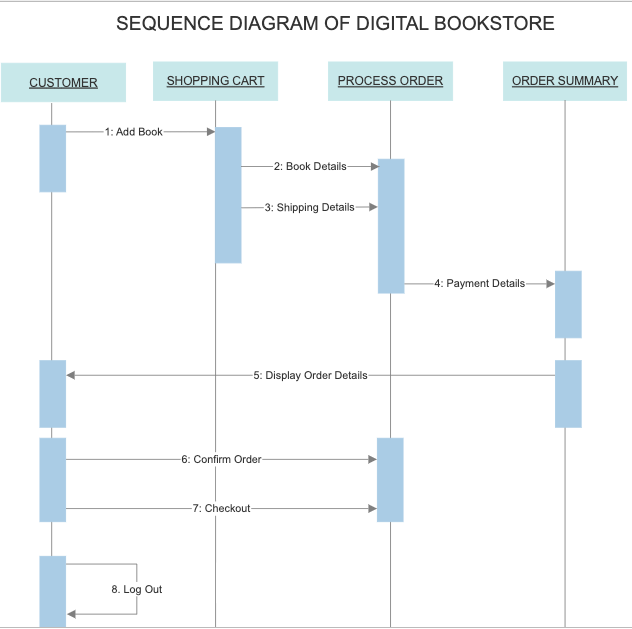 SEQUENCE DIAGRAM OF DIGITAL BOOKSTORE
CUSTOMER
SHOPPING CART
PROCESS ORDER
ORDER SUMMARY
1: Add Book
2: Book Details
3: Shipping Details
4: Payment Details
5: Display Order Details
6: Confirm Order
7: Checkout
8. Log Out